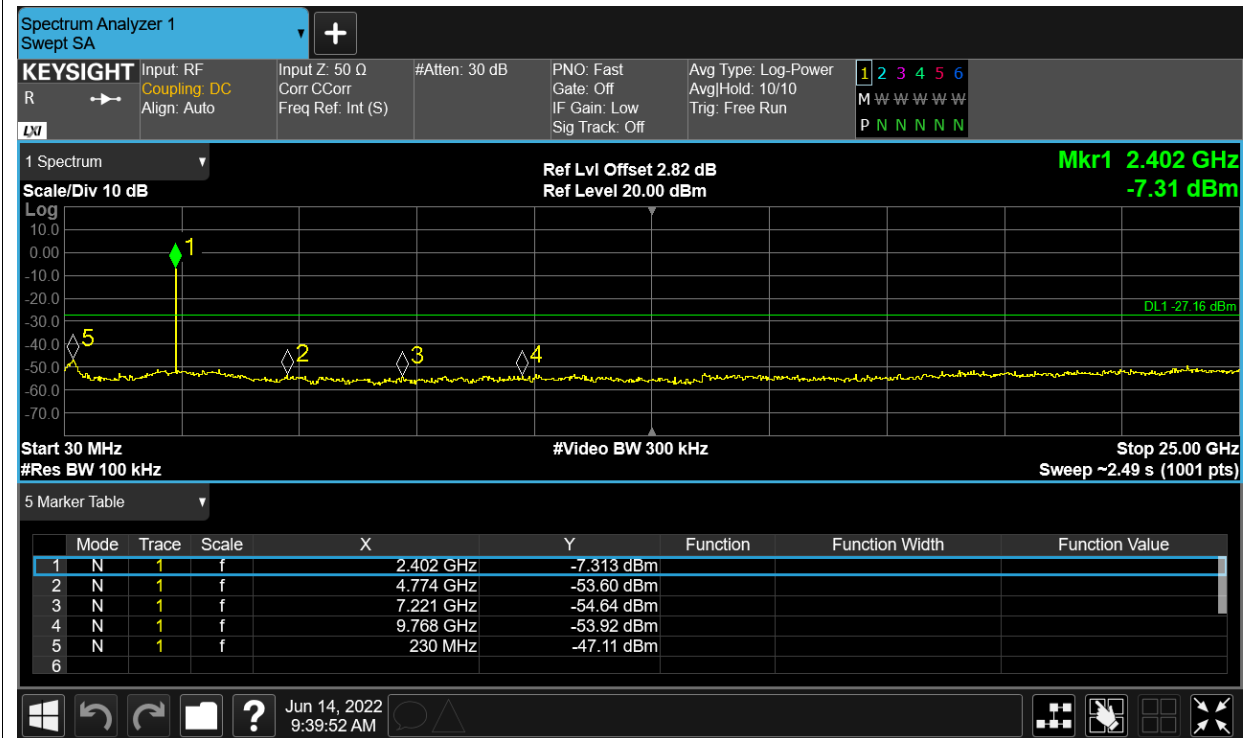 Spectrum Analyzer 1
Swept SA
KEYSIGHT
R
LXI
Input: RF
Coupling: DC
Align: Auto
Input Z: 50 Ω
Corr CCorr
Freq Ref: Int (S)
#Atten: 30 dB
PNO: Fast
Gate: Off
IF Gain: Low
Sig Track: Off
Avg Type: Log-Power
Avg|Hold: 10/10
Trig: Free Run
1 2 3 4 5 6
M W W W W W
P N N N N N
1 Spectrum
Scale/Div 10 dB
Ref Lvl Offset 2.82 dB
Ref Level 20.00 dBm
Mkr1 2.402 GHz
-7.31 dBm
Log
10.0
0.00
-10.0
-20.0
-30.0
-40.0
-50.0
-60.0
-70.0
1
DL1 -27.16 dBm
5
2
3
4
Start 30 MHz
#Video BW 300 kHz
Stop 25.00 GHz
#Res BW 100 kHz
Sweep ~2.49 s (1001 pts)
5 Marker Table
Mode Trace Scale X Y Function Function Width Function Value
1 N 1 f 2.402 GHz -7.313 dBm
2 N 1 f 4.774 GHz -53.60 dBm
3 N 1 f 7.221 GHz -54.64 dBm
4 N 1 f 9.768 GHz -53.92 dBm
5 N 1 f 230 MHz -47.11 dBm
6
?
Jun 14, 2022
9:39:52 AM